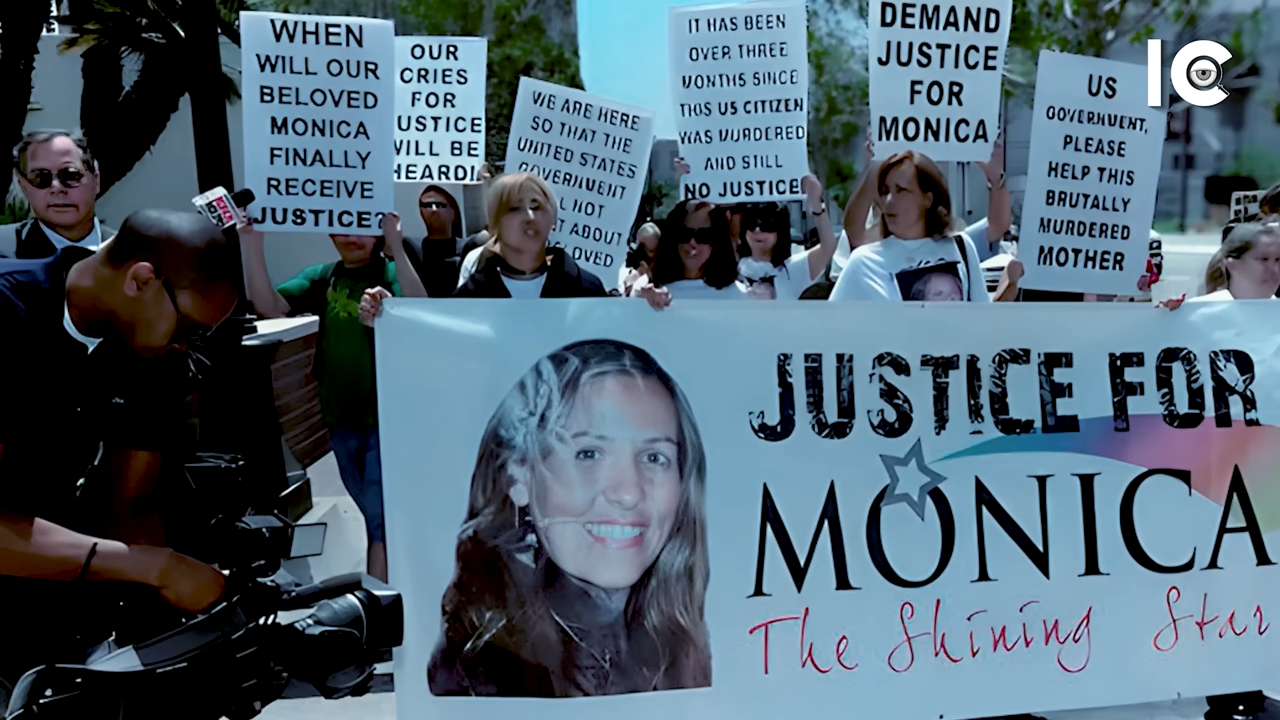 WHEN
WILL OUR
BELOVED
MONICA
FINALLY
RECEIVE
JUSTICE?
OUR
CRIES
FOR
JUSTICE
WILL BE
HEARD!
WE ARE HERE
SO THAT THE
UNITED STATES
GOVERNMENT
NOT
ABOUT
IT HAS BEEN
OVER THREE
MONTHS SINCE
THIS US CITIZEN
WAS MURDERED
AND STILL
NO JUSTICE!
DEMAND
JUSTICE
FOR
MONICA
US
GOVERNMENT,
PLEASE
HELP THIS
BRUTALLY
MURDERED
MOTHER
IC
JUSTICE FOR
MONICA
The Shining Star